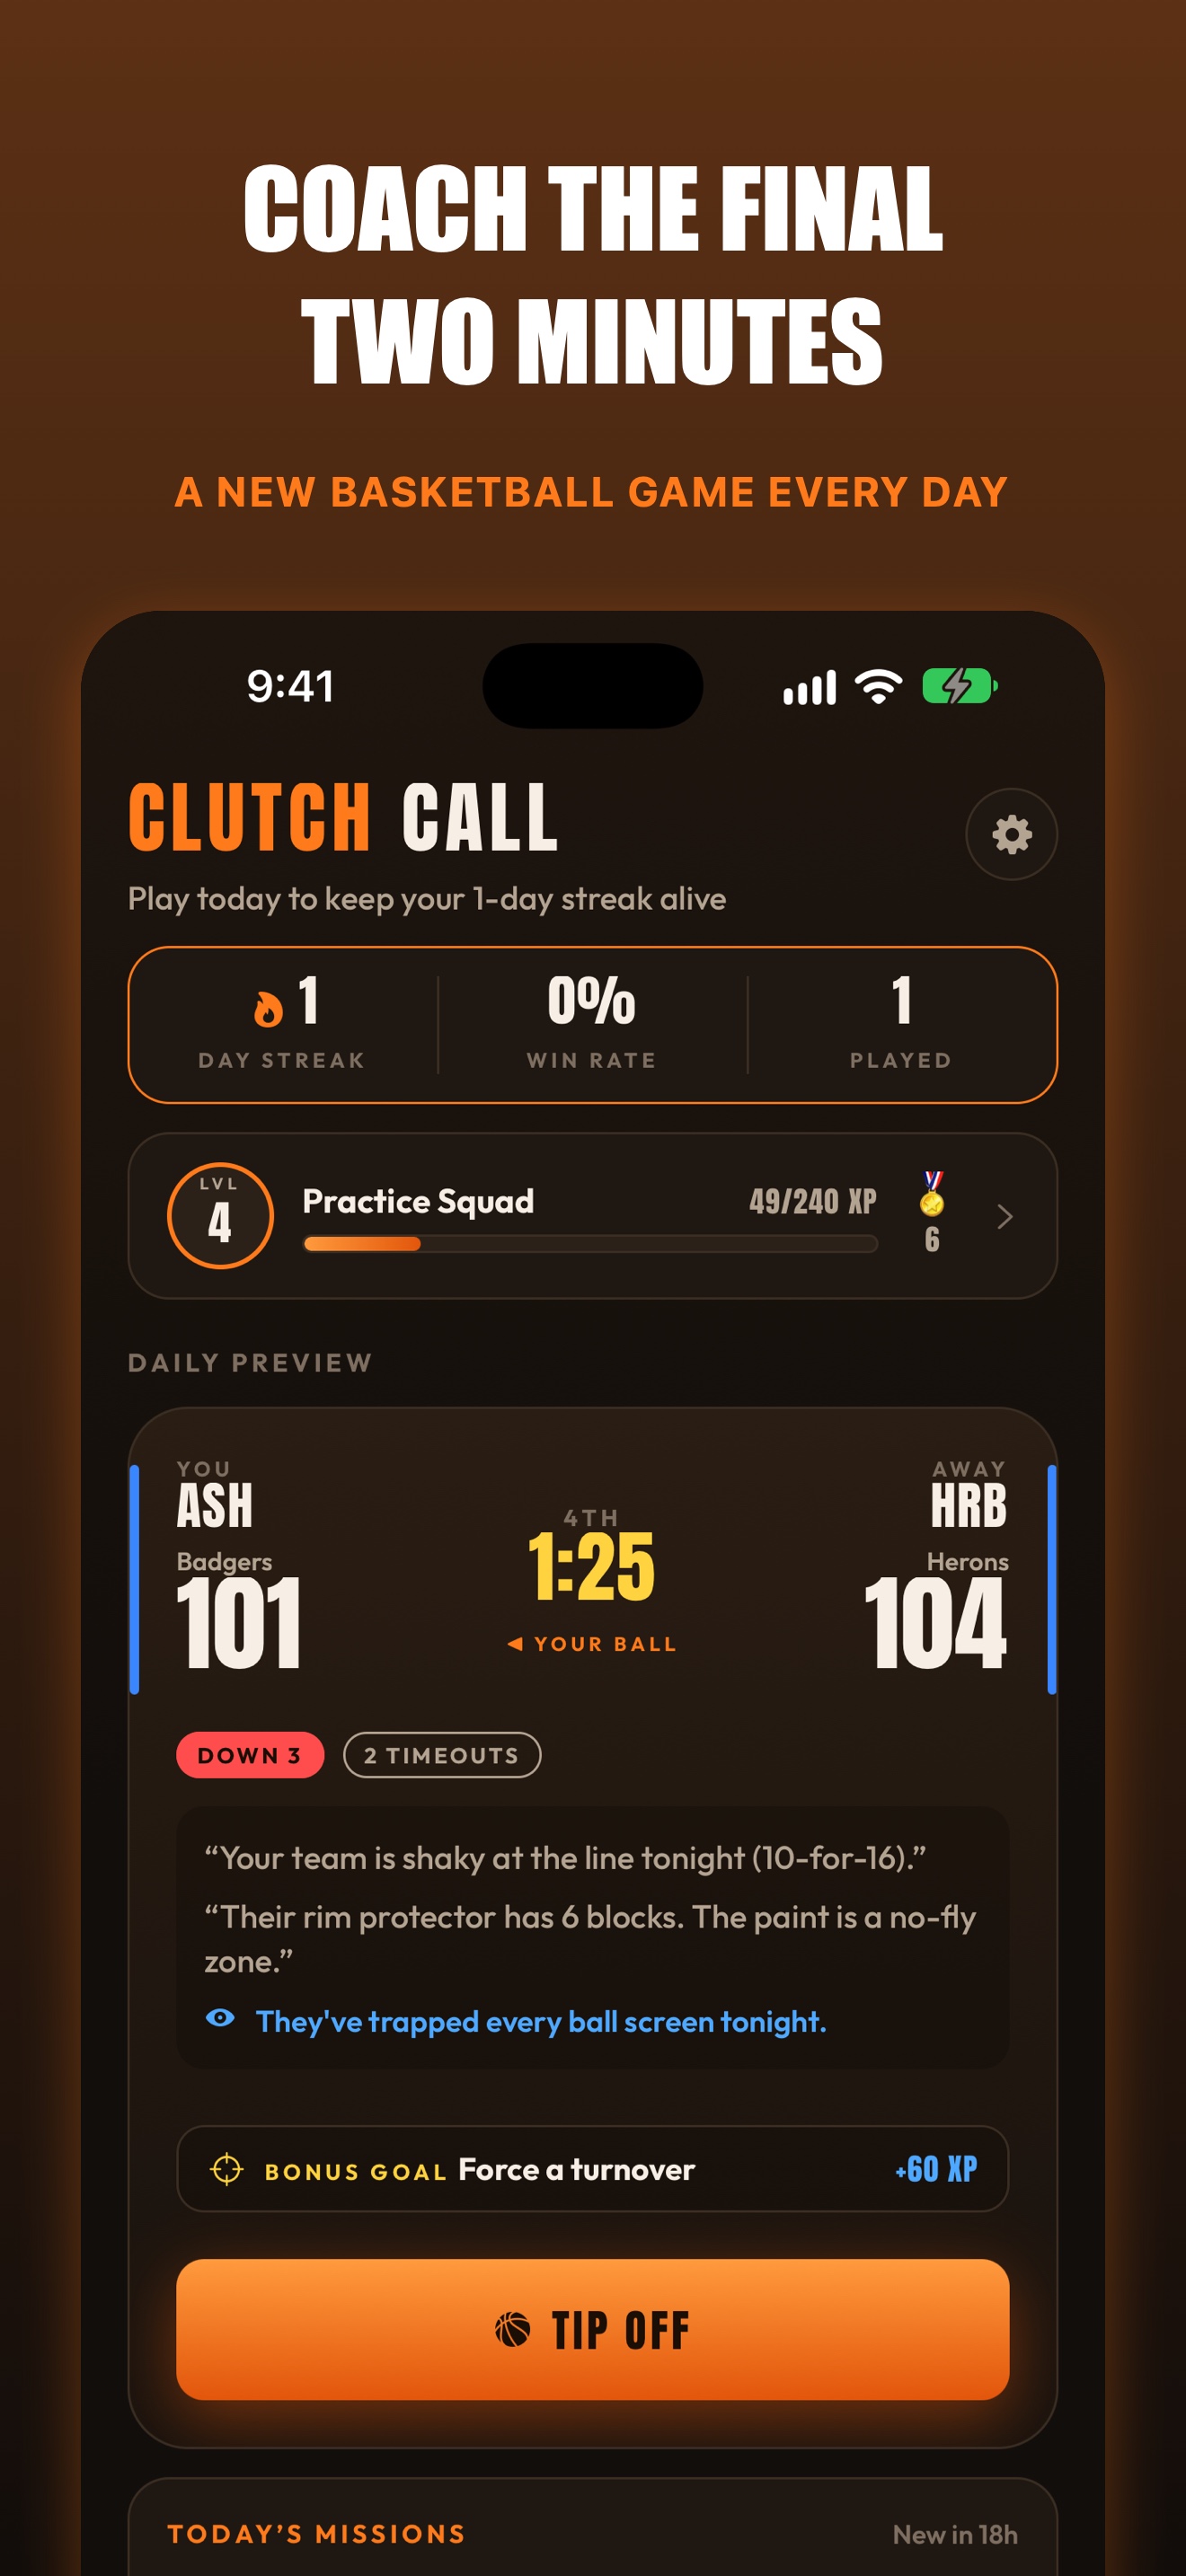 COACH THE FINAL
TWO MINUTES
A NEW BASKETBALL GAME EVERY DAY
9:41
CLUTCH CALL
Play today to keep your 1-day streak alive
1
DAY STREAK
0%
WIN RATE
1
PLAYED
LVL
4
Practice Squad
49/240 XP
6
DAILY PREVIEW
YOU
ASH
Badgers
101
4TH
1:25
◀ YOUR BALL
AWAY
HRB
Herons
104
DOWN 3
2 TIMEOUTS
“Your team is shaky at the line tonight (10-for-16).”
“Their rim protector has 6 blocks. The paint is a no-fly
zone.”
They've trapped every ball screen tonight.
BONUS GOAL Force a turnover +60 XP
TIP OFF
TODAY’S MISSIONS
New in 18h